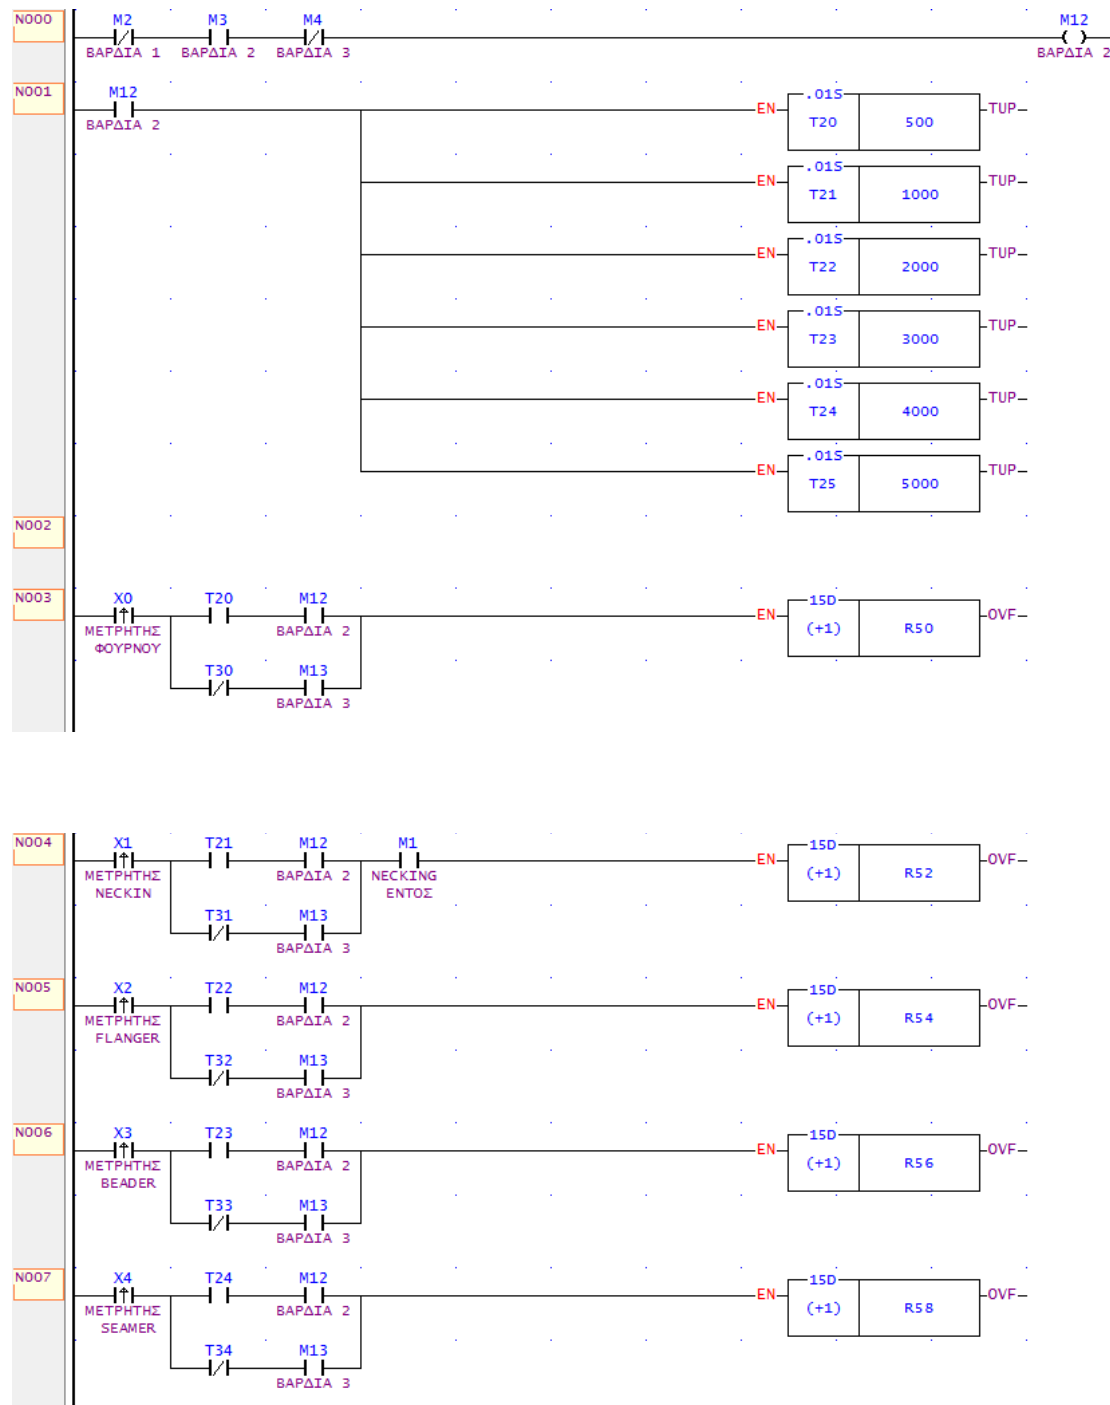 N000 M2 M3 M4 M12
ΒΑΡΔΙΑ 1 ΒΑΡΔΙΑ 2 ΒΑΡΔΙΑ 3 ΒΑΡΔΙΑ 2
N001 M12
ΒΑΡΔΙΑ 2
EN .01S TUP
T20 500
EN .01S TUP
T21 1000
EN .01S TUP
T22 2000
EN .01S TUP
T23 3000
EN .01S TUP
T24 4000
EN .01S TUP
T25 5000
N002
N003 X0 T20 M12 15D
EN OVF
ΜΕΤΡΗΤΗΣ ΒΑΡΔΙΑ 2 (+1) R50
ΦΟΥΡΝΟΥ
T30 M13
ΒΑΡΔΙΑ 3
N004 X1 T21 M12 M1 15D
EN OVF
ΜΕΤΡΗΤΗΣ ΒΑΡΔΙΑ 2 NECKING (+1) R52
NECKIN ΕΝΤΟΣ
T31 M13
ΒΑΡΔΙΑ 3
N005 X2 T22 M12 15D
EN OVF
ΜΕΤΡΗΤΗΣ ΒΑΡΔΙΑ 2 (+1) R54
FLANGER
T32 M13
ΒΑΡΔΙΑ 3
N006 X3 T23 M12 15D
EN OVF
ΜΕΤΡΗΤΗΣ ΒΑΡΔΙΑ 2 (+1) R56
BEADER
T33 M13
ΒΑΡΔΙΑ 3
N007 X4 T24 M12 15D
EN OVF
ΜΕΤΡΗΤΗΣ ΒΑΡΔΙΑ 2 (+1) R58
SEAMER
T34 M13
ΒΑΡΔΙΑ 3